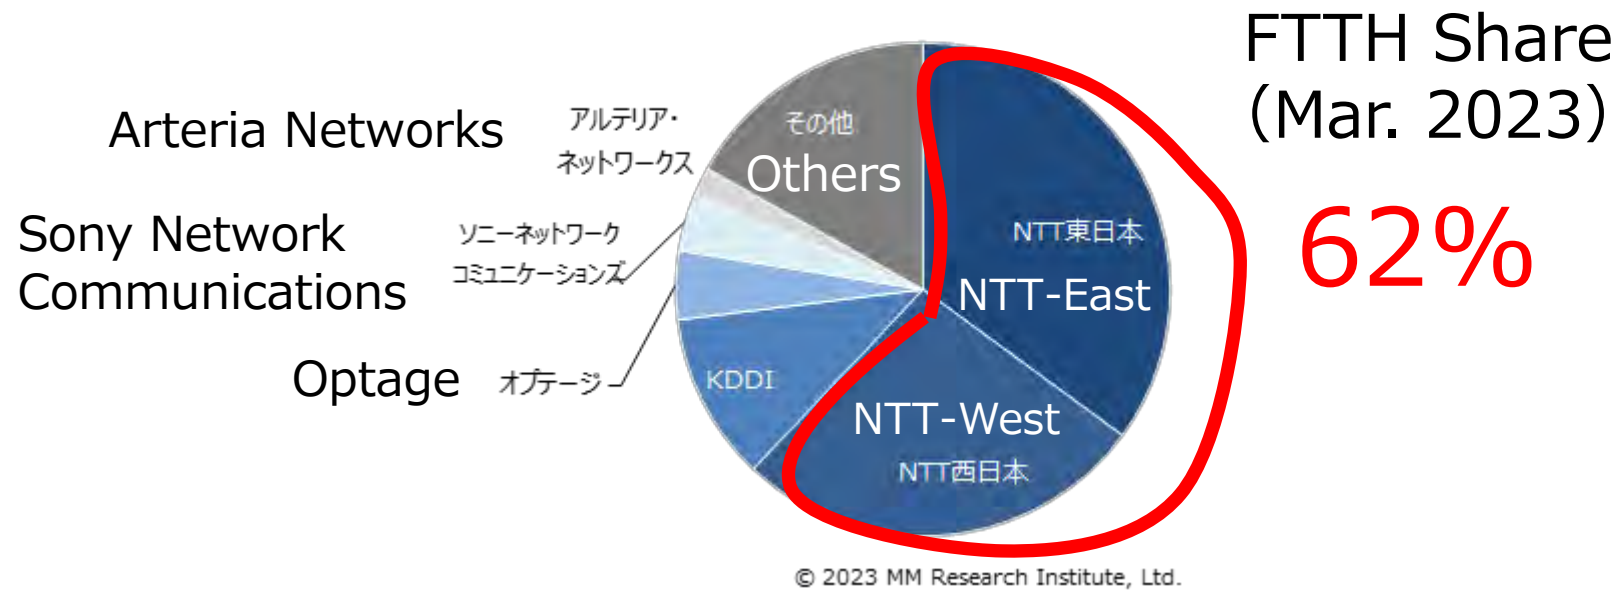 FTTH Share
（Mar. 2023）
62%
Arteria Networks
アルテリア・
ネットワークス
その他
Others
Sony Network
Communications
ソニーネットワーク
コミュニケーションズ
NTT東日本
NTT-East
Optage
オプテージ
KDDI
NTT-West
NTT西日本
© 2023 MM Research Institute, Ltd.